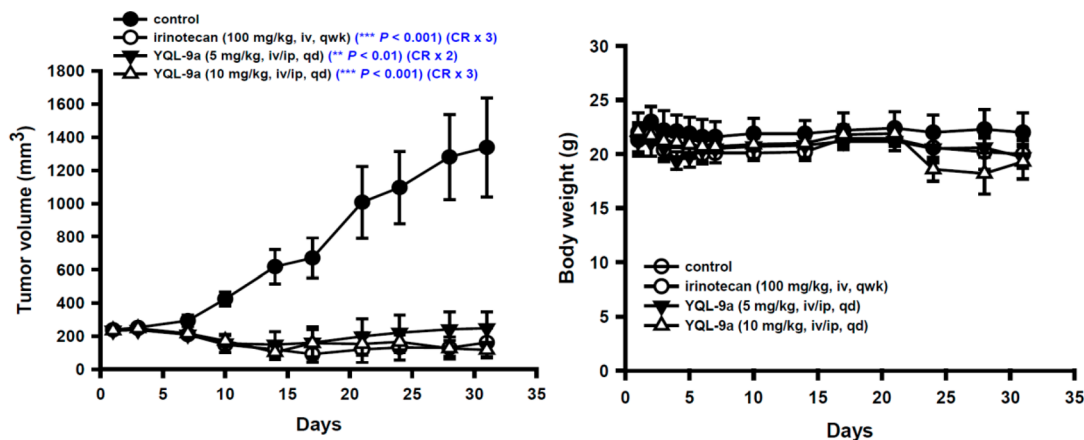 control
irinotecan (100 mg/kg, iv, qwk) (*** P < 0.001) (CR x 3)
YQL-9a (5 mg/kg, iv/ip, qd) (** P < 0.01) (CR x 2)
YQL-9a (10 mg/kg, iv/ip, qd) (*** P < 0.001) (CR x 3)
Tumor volume (mm³)
1800
1600
1400
1200
1000
800
600
400
200
0
0 5 10 15 20 25 30 35
Days
Body weight (g)
30
25
20
15
10
5
0
control
irinotecan (100 mg/kg, iv, qwk)
YQL-9a (5 mg/kg, iv/ip, qd)
YQL-9a (10 mg/kg, iv/ip, qd)
0 5 10 15 20 25 30 35
Days